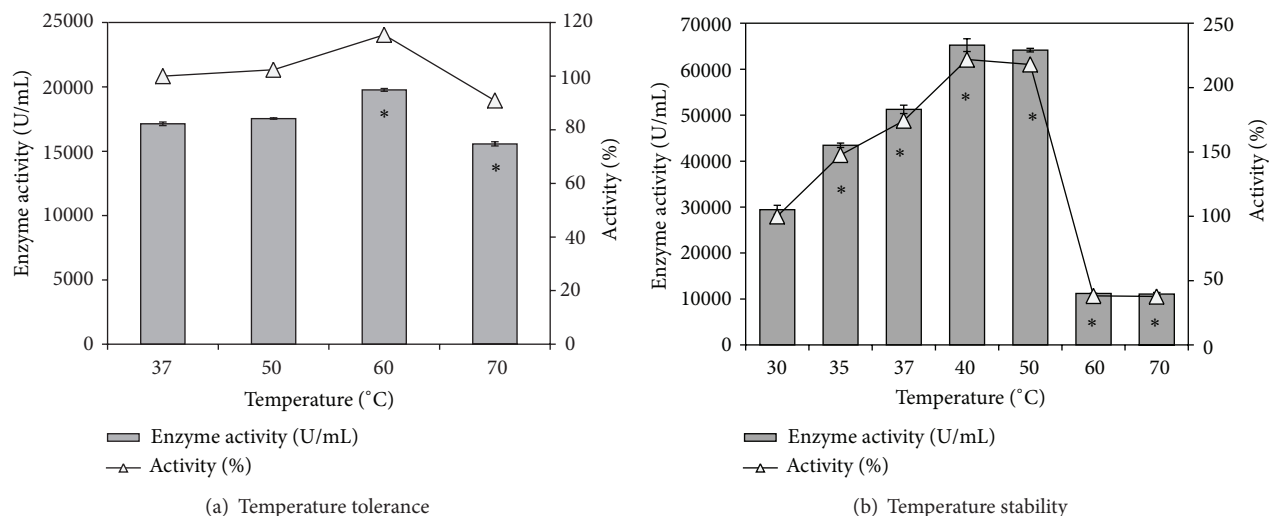 25000
20000
15000
10000
5000
0
Enzyme activity (U/mL)
120
100
80
60
40
20
0
Activity (%)
*
*
37 50 60 70
Temperature (°C)
Enzyme activity (U/mL)
Activity (%)
(a) Temperature tolerance
70000
60000
50000
40000
30000
20000
10000
0
Enzyme activity (U/mL)
250
200
150
100
50
0
Activity (%)
*
*
*
*
*
*
30 35 37 40 50 60 70
Temperature (°C)
Enzyme activity (U/mL)
Activity (%)
(b) Temperature stability